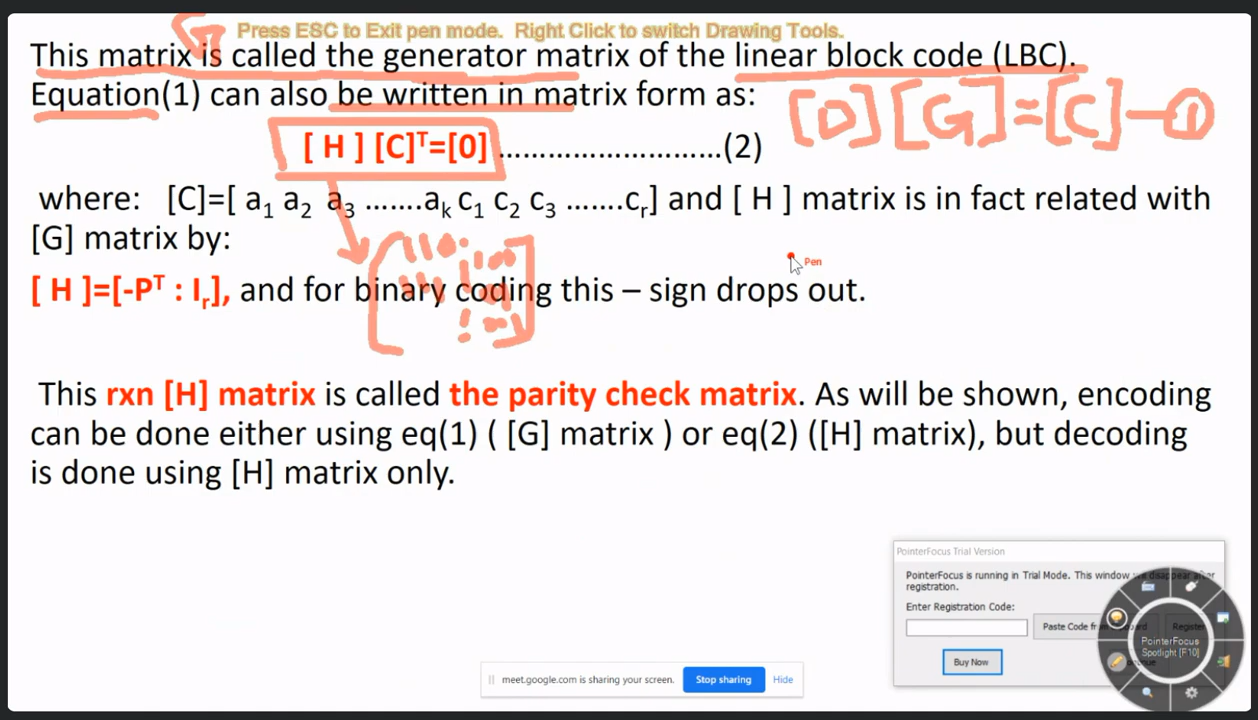 Press ESC to Exit pen mode. Right Click to switch Drawing Tools.
G
This matrix is called the generator matrix of the linear block code (LBC).
Equation(1) can also be written in matrix form as:
[D][G]=[C]—①
[ H ] [C]ᵀ=[0] ..............................(2)
where: [C]=[ a₁ a₂ a₃ .......aₖ c₁ c₂ c₃ .......cᵣ] and [ H ] matrix is in fact related with
[G] matrix by:
Pen
[ H ]=[-Pᵀ : Iᵣ], and for binary coding this – sign drops out.
This rxn [H] matrix is called the parity check matrix. As will be shown, encoding
can be done either using eq(1) ( [G] matrix ) or eq(2) ([H] matrix), but decoding
is done using [H] matrix only.
PointerFocus Trial Version
PointerFocus is running in Trial Mode. This window
registration.
Enter Registration Code:
Paste Code
Buy Now
PointerFocus
Spotlight [F10]
meet.google.com is sharing your screen.
Stop sharing
Hide